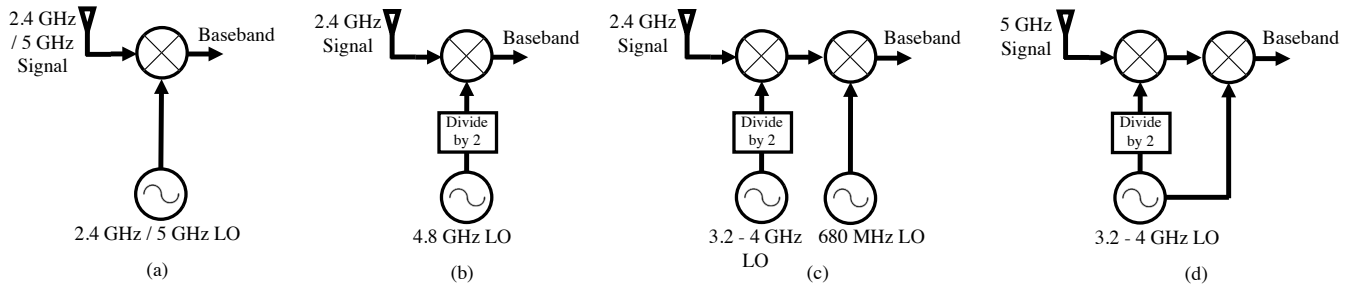 2.4 GHz
/ 5 GHz
Signal
Baseband
2.4 GHz / 5 GHz LO
(a)
2.4 GHz
Signal
Baseband
Divide
by 2
4.8 GHz LO
(b)
2.4 GHz
Signal
Baseband
Divide
by 2
3.2 - 4 GHz
LO
680 MHz LO
(c)
5 GHz
Signal
Baseband
Divide
by 2
3.2 - 4 GHz LO
(d)